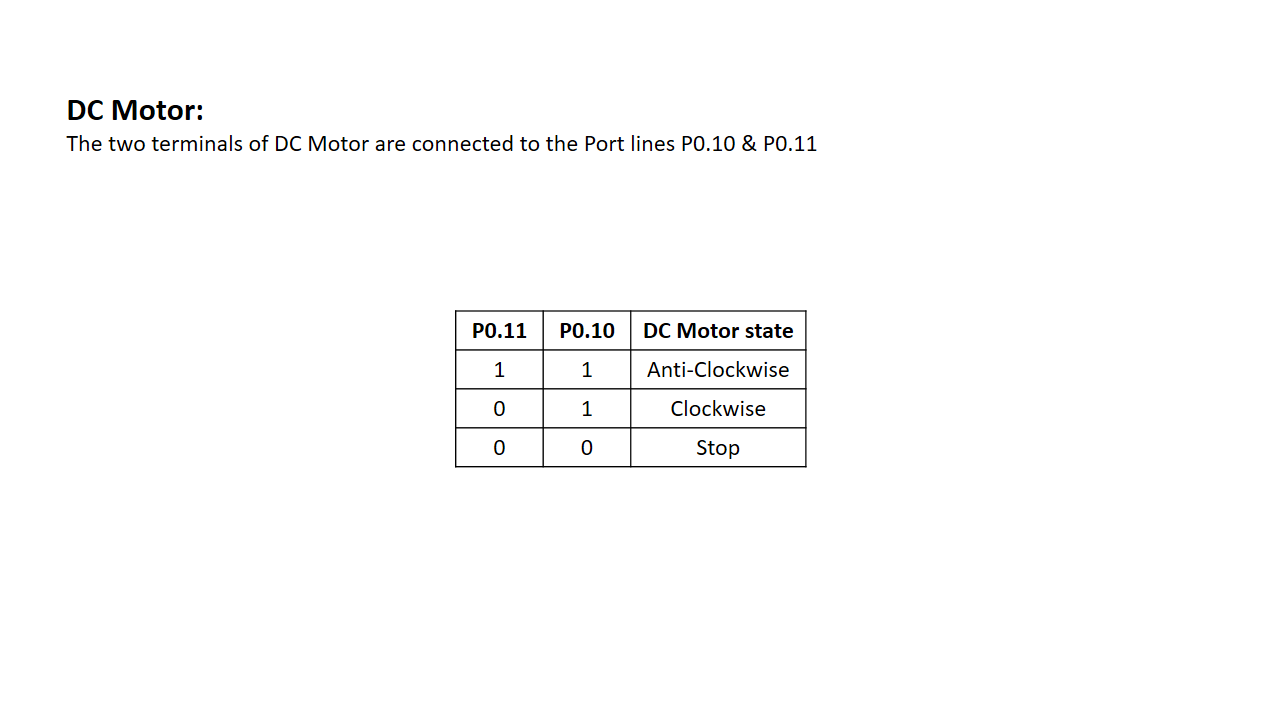 DC Motor:
The two terminals of DC Motor are connected to the Port lines P0.10 & P0.11
P0.11 P0.10 DC Motor state
1 1 Anti-Clockwise
0 1 Clockwise
0 0 Stop